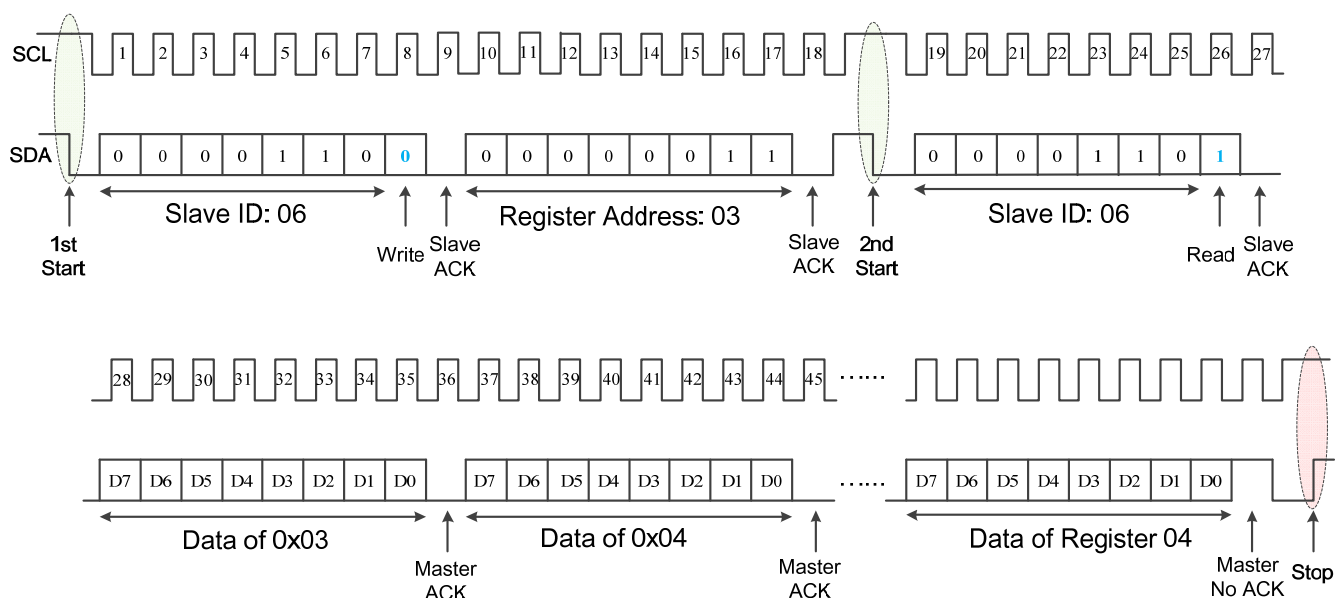 SCL 1 2 3 4 5 6 7 8 9 10 11 12 13 14 15 16 17 18 19 20 21 22 23 24 25 26 27
SDA 0 0 0 0 1 1 0 0 0 0 0 0 0 0 1 1 0 0 0 0 1 1 0 1
Slave ID: 06
Register Address: 03
Slave ID: 06
1st
Start
Write
Slave
ACK
Slave
ACK
2nd
Start
Read
Slave
ACK
28 29 30 31 32 33 34 35 36 37 38 39 40 41 42 43 44 45 ……
D7 D6 D5 D4 D3 D2 D1 D0 D7 D6 D5 D4 D3 D2 D1 D0 …… D7 D6 D5 D4 D3 D2 D1 D0
Data of 0x03
Data of 0x04
Data of Register 04
Master
ACK
Master
ACK
Master
No ACK
Stop